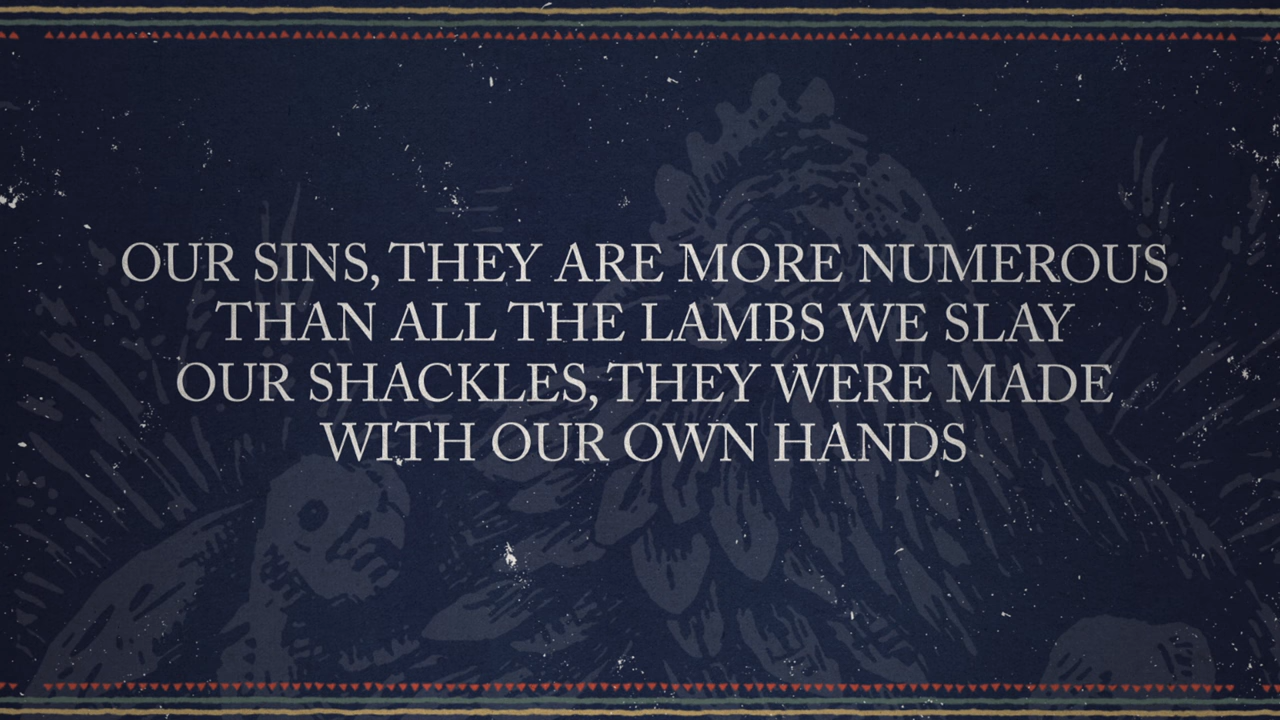 OUR SINS, THEY ARE MORE NUMEROUS
THAN ALL THE LAMBS WE SLAY
OUR SHACKLES, THEY WERE MADE
WITH OUR OWN HANDS